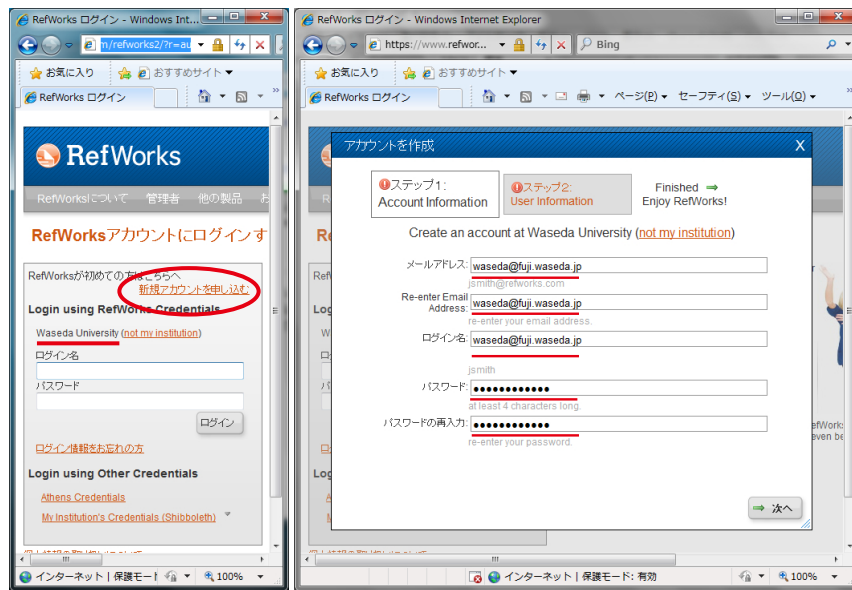 RefWorks ログイン - Windows Int...
m/refworks2/?r=au
お気に入り
おすすめサイト
RefWorks ログイン
RefWorks
RefWorksについて 管理者 他の製品
RefWorksアカウントにログインす
RefWorksが初めての方はこちらへ
新規アカウントを申し込む
Login using RefWorks Credentials
Waseda University (not my institution)
ログイン名
パスワード
ログイン
ログイン情報をお忘れの方
Login using Other Credentials
Athens Credentials
My Institution's Credentials (Shibboleth)
インターネット | 保護モード
100%
RefWorks ログイン - Windows Internet Explorer
https://www.refwor...
Bing
お気に入り
おすすめサイト
RefWorks ログイン
ページ(P)
セーフティ(S)
ツール(O)
アカウントを作成
X
ステップ1:
Account Information
ステップ2:
User Information
Finished
Enjoy RefWorks!
Create an account at Waseda University (not my institution)
メールアドレス: waseda@fuji.waseda.jp
jsmith@refworks.com
Re-enter Email Address: waseda@fuji.waseda.jp
re-enter your email address.
ログイン名: waseda@fuji.waseda.jp
jsmith
パスワード: ●●●●●●●●●●●●
at least 4 characters long.
パスワードの再入力: ●●●●●●●●●●●●
re-enter your password.
次へ
インターネット | 保護モード: 有効
100%